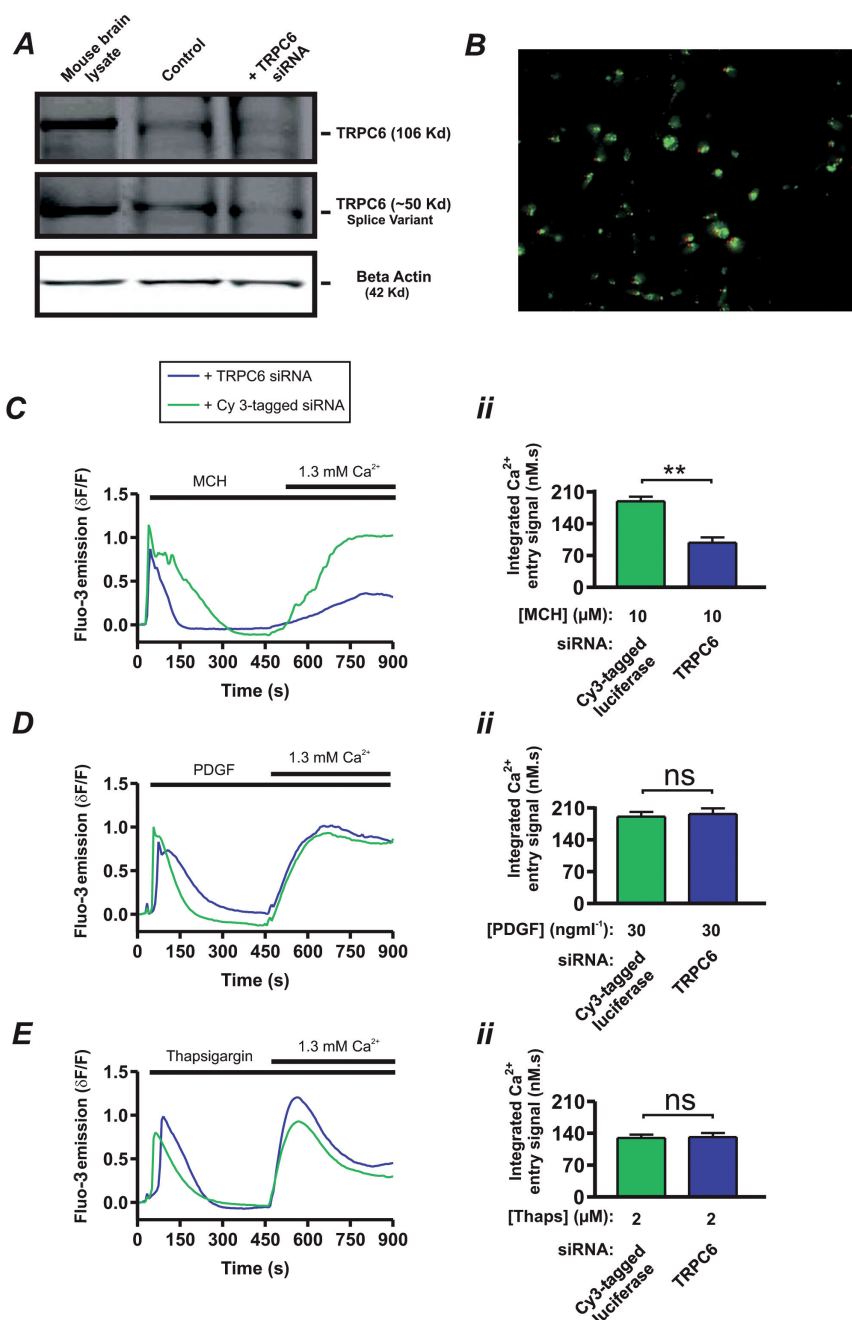 A
Mouse brain
lysate
Control
+ TRPC6
siRNA
TRPC6 (106 Kd)
TRPC6 (~50 Kd)
Splice Variant
Beta Actin
(42 Kd)
B
+ TRPC6 siRNA
+ Cy 3-tagged siRNA
C
Fluo-3 emission (δF/F)
1.5
1.0
0.5
0.0
MCH
1.3 mM Ca²⁺
0 150 300 450 600 750 900
Time (s)
ii
Integrated Ca²⁺
entry signal (nM.s)
210
140
70
0
**
[MCH] (µM): 10 10
siRNA:
Cy3-tagged
luciferase
TRPC6
D
Fluo-3 emission (δF/F)
1.5
1.0
0.5
0.0
PDGF
1.3 mM Ca²⁺
0 150 300 450 600 750 900
Time (s)
ii
Integrated Ca²⁺
entry signal (nM.s)
210
140
70
0
ns
[PDGF] (ngml⁻¹) : 30 30
siRNA:
Cy3-tagged
luciferase
TRPC6
E
Fluo-3 emission (δF/F)
1.5
1.0
0.5
0.0
Thapsigargin
1.3 mM Ca²⁺
0 150 300 450 600 750 900
Time (s)
ii
Integrated Ca²⁺
entry signal (nM.s)
210
140
70
0
ns
[Thaps] (µM): 2 2
siRNA:
Cy3-tagged
luciferase
TRPC6